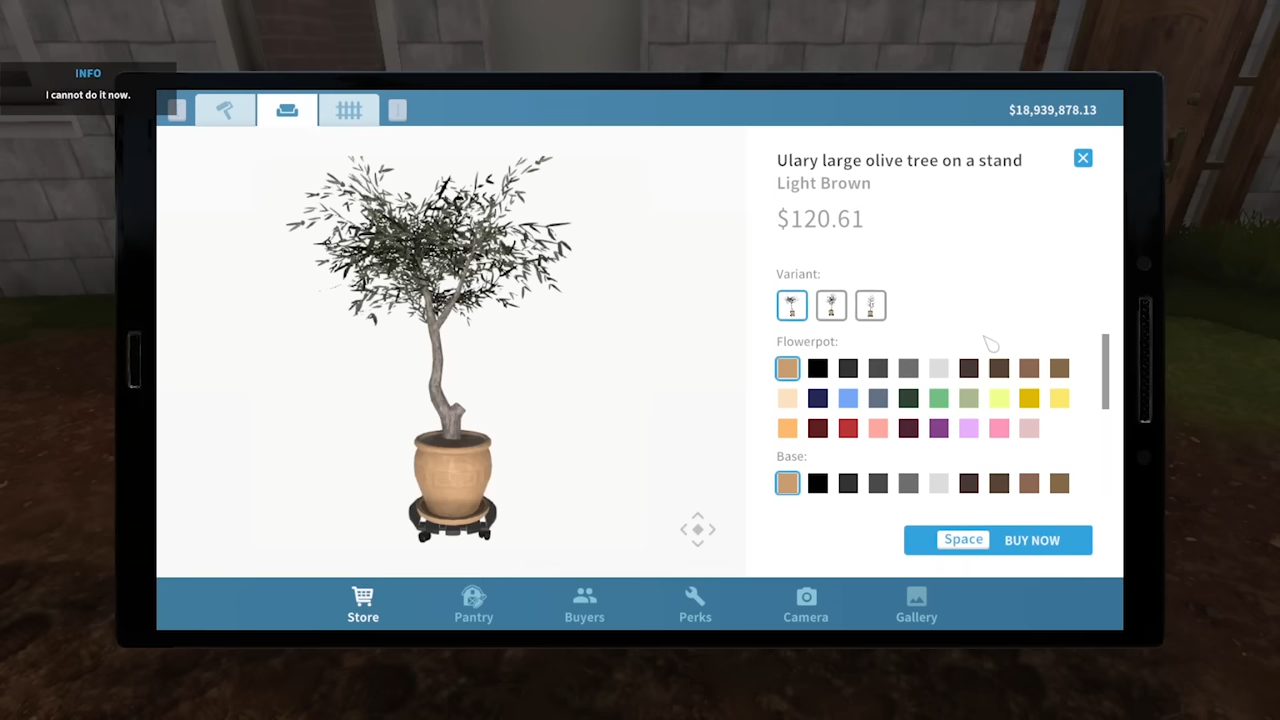 INFO
I cannot do it now.
$18,939,878.13
Ulary large olive tree on a stand
Light Brown
$120.61
Variant:
Flowerpot:
Base:
Space BUY NOW
Store Pantry Buyers Perks Camera Gallery